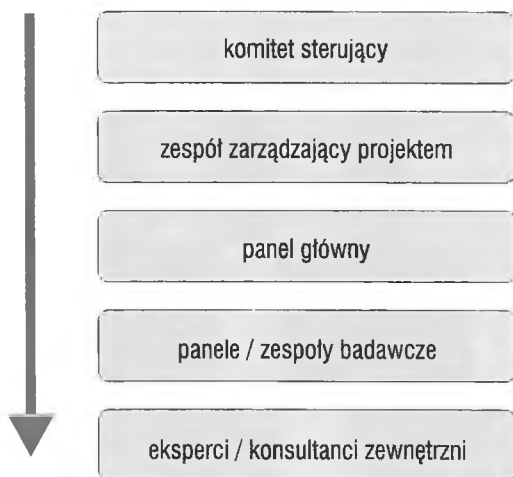 komitet sterujący
zespół zarządzający projektem
panel główny
panele / zespoły badawcze
eksperci / konsultanci zewnętrzni